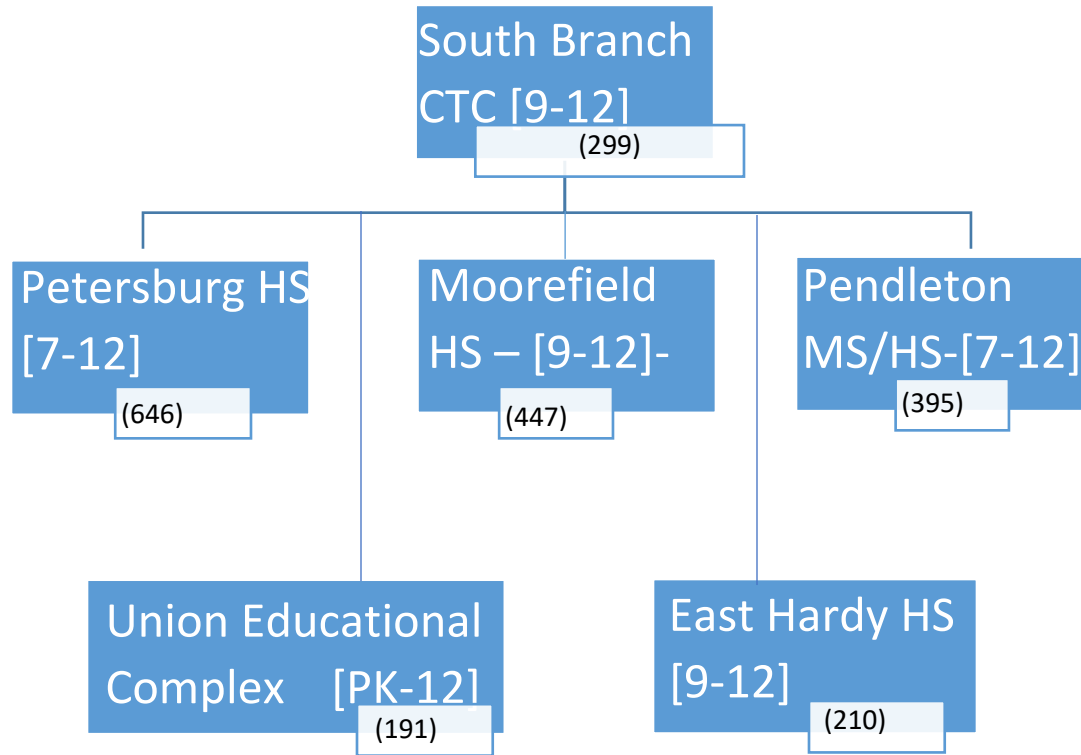 South Branch
CTC [9-12]
(299)
Petersburg HS
[7-12]
(646)
Moorefield
HS – [9-12]-
(447)
Pendleton
MS/HS-[7-12]
(395)
Union Educational
Complex [PK-12]
(191)
East Hardy HS
[9-12]
(210)